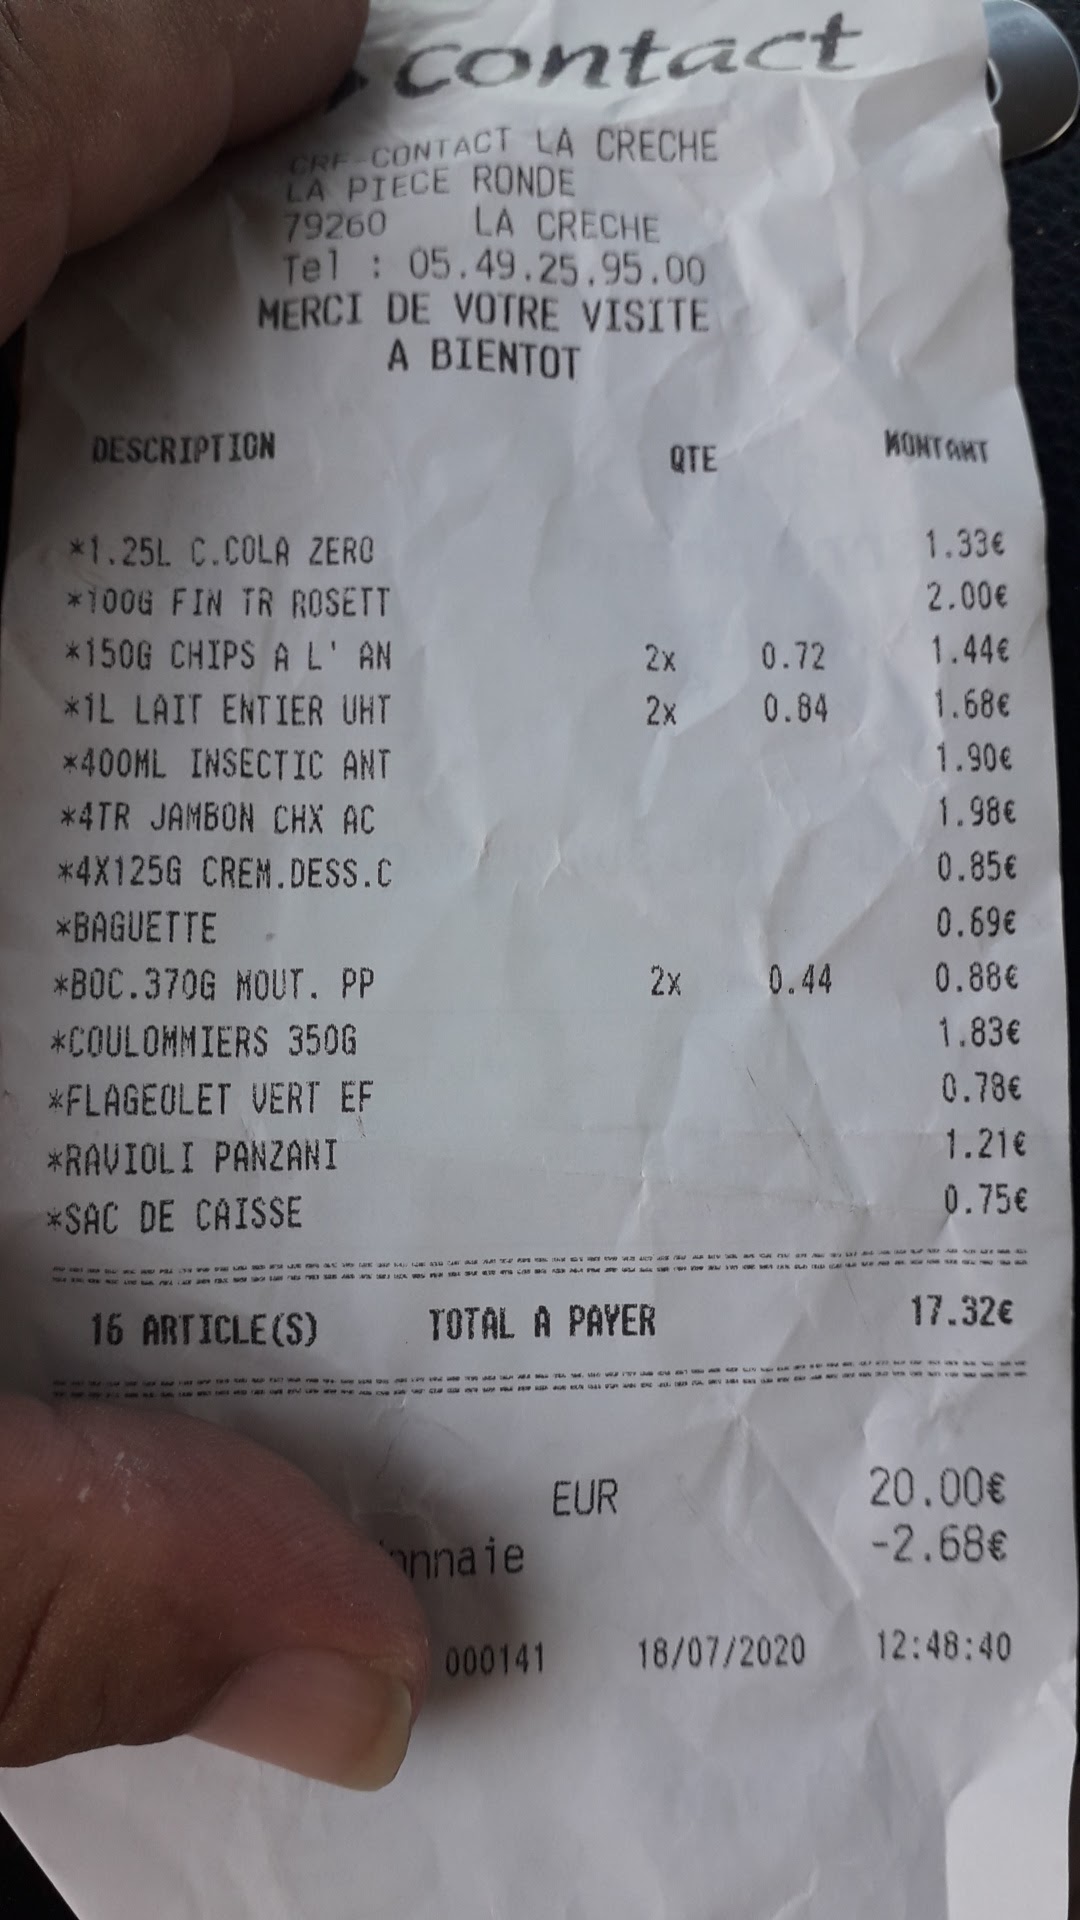 contact
CRF-CONTACT LA CRECHE
LA PIECE RONDE
79260 LA CRECHE
Tel : 05.49.25.95.00
MERCI DE VOTRE VISITE
A BIENTOT
DESCRIPTION QTE MONTANT
*1.25L C.COLA ZERO 1.33€
*100G FIN TR ROSETT 2.00€
*150G CHIPS A L' AN 2x 0.72 1.44€
*1L LAIT ENTIER UHT 2x 0.84 1.68€
*400ML INSECTIC ANT 1.90€
*4TR JAMBON CHX AC 1.98€
*4X125G CREM.DESS.C 0.85€
*BAGUETTE 0.69€
*BOC.370G MOUT. PP 2x 0.44 0.88€
*COULOMMIERS 350G 1.83€
*FLAGEOLET VERT EF 0.78€
*RAVIOLI PANZANI 1.21€
*SAC DE CAISSE 0.75€
16 ARTICLE(S) TOTAL A PAYER 17.32€
EUR 20.00€
-2.68€
000141 18/07/2020 12:48:40